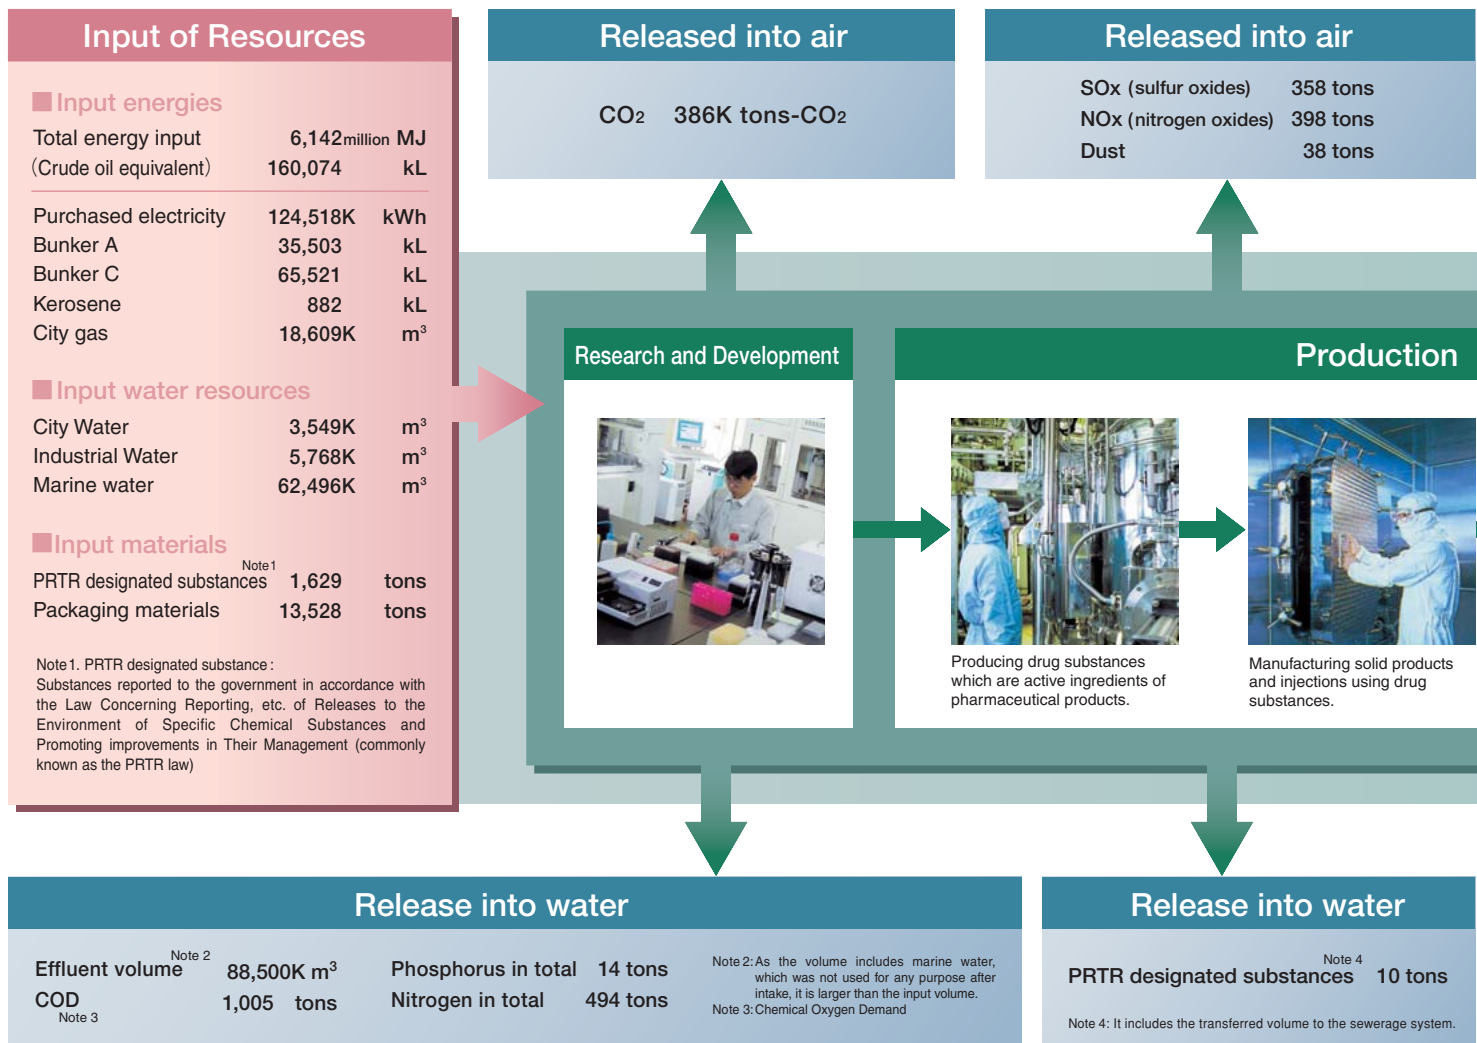 Input of Resources
■Input energies
Total energy input 6,142 million MJ
(Crude oil equivalent) 160,074 kL
Purchased electricity 124,518K kWh
Bunker A 35,503 kL
Bunker C 65,521 kL
Kerosene 882 kL
City gas 18,609K m³
■Input water resources
City Water 3,549K m³
Industrial Water 5,768K m³
Marine water 62,496K m³
■Input materials
PRTR designated substances Note1 1,629 tons
Packaging materials 13,528 tons
Note1. PRTR designated substance:
Substances reported to the government in accordance with
the Law Concerning Reporting, etc. of Releases to the
Environment of Specific Chemical Substances and
Promoting improvements in Their Management (commonly
known as the PRTR law)
Released into air
CO₂ 386K tons-CO₂
Released into air
SOx (sulfur oxides) 358 tons
NOx (nitrogen oxides) 398 tons
Dust 38 tons
Research and Development
Production
Producing drug substances
which are active ingredients of
pharmaceutical products.
Manufacturing solid products
and injections using drug
substances.
Release into water
Effluent volume Note 2 88,500K m³
COD Note 3 1,005 tons
Phosphorus in total 14 tons
Nitrogen in total 494 tons
Note 2: As the volume includes marine water,
which was not used for any purpose after
intake, it is larger than the input volume.
Note 3: Chemical Oxygen Demand
Release into water
PRTR designated substances Note 4 10 tons
Note 4: It includes the transferred volume to the sewerage system.